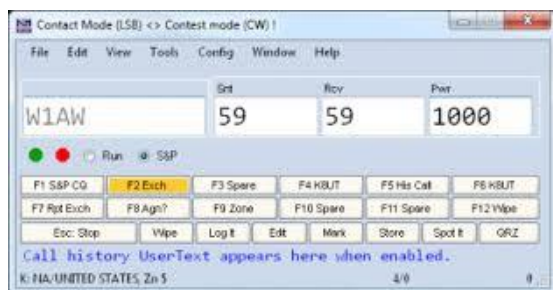 Contact Mode (LSB) <> Contest mode (CW) !
File Edit View Tools Config Window Help
Snt Rcv Pwr
W1AW 59 59 1000
Run S&P
F1 S&P CQ F2 Exch F3 Spare F4 K8UT F5 His Call F6 K8UT
F7 Rpt Exch F8 Agn? F9 Zone F10 Spare F11 Spare F12 Wipe
Esc: Stop Wipe Log It Edit Mark Store Spot It QRZ
Call history UserText appears here when enabled.
K: NA/UNITED STATES, Zn 5 4/0 0